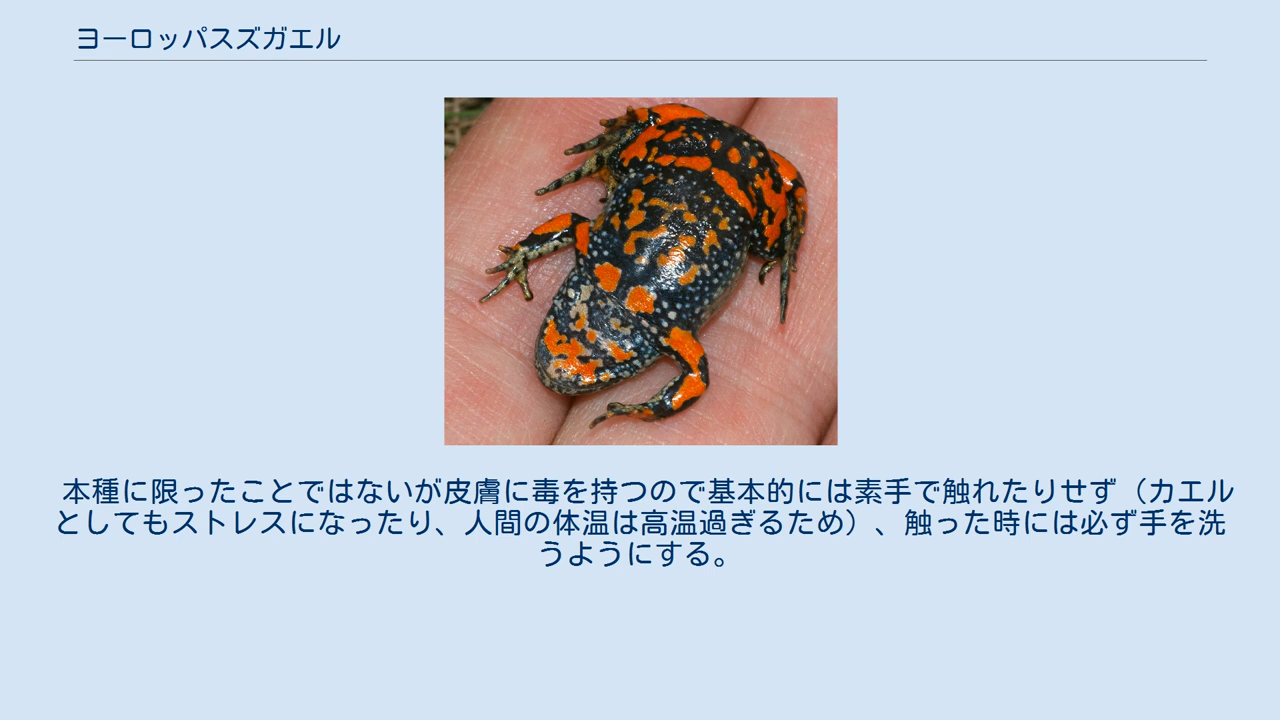 ヨーロッパスズガエル
本種に限ったことではないが皮膚に毒を持つので基本的には素手で触れたりせず（カエル
としてもストレスになったり、人間の体温は高温過ぎるため）、触った時には必ず手を洗
うようにする。